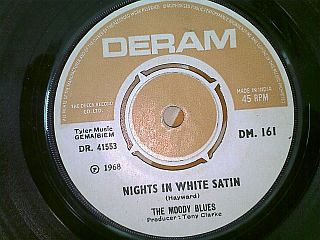 DERAM
MADE IN INDIA
45 RPM
THE DECCA RECORD
CO. LTD.
Tyler Music
GEMA/BIEM
DR. 41553
DM. 161
℗ 1968
NIGHTS IN WHITE SATIN
(Hayward)
THE MOODY BLUES
Producer: Tony Clarke